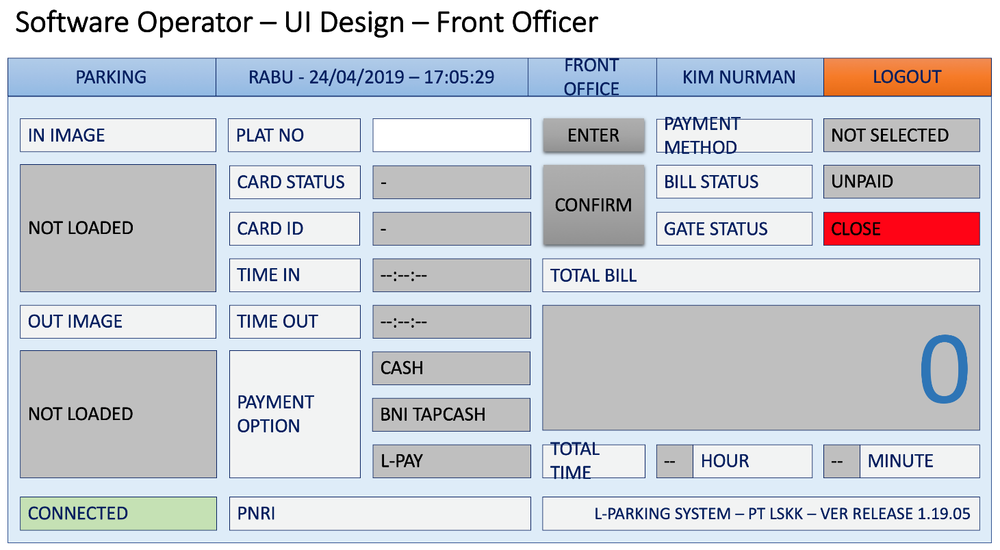 Software Operator – UI Design – Front Officer
PARKING
RABU - 24/04/2019 – 17:05:29
FRONT
OFFICE
KIM NURMAN
LOGOUT
IN IMAGE
PLAT NO
ENTER
PAYMENT
METHOD
NOT SELECTED
NOT LOADED
CARD STATUS
-
CONFIRM
BILL STATUS
UNPAID
CARD ID
-
GATE STATUS
CLOSE
TIME IN
--:--:--
TOTAL BILL
OUT IMAGE
TIME OUT
--:--:--
0
NOT LOADED
PAYMENT
OPTION
CASH
BNI TAPCASH
L-PAY
TOTAL
TIME
--
HOUR
--
MINUTE
CONNECTED
PNRI
L-PARKING SYSTEM – PT LSKK – VER RELEASE 1.19.05